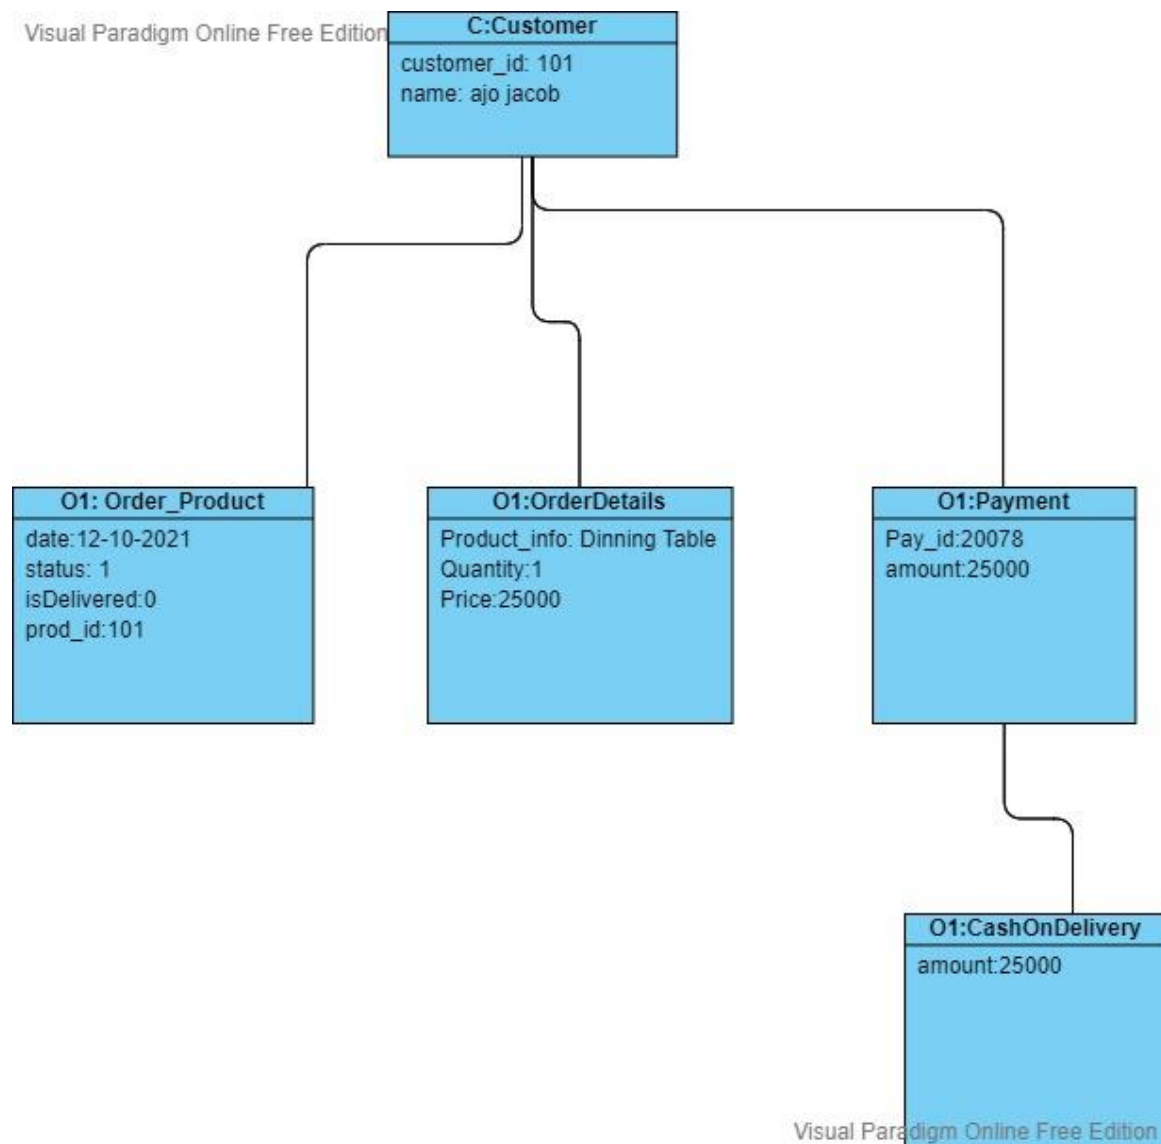 Visual Paradigm Online Free Edition
C:Customer
customer_id: 101
name: ajo jacob
O1: Order_Product
date:12-10-2021
status: 1
isDelivered:0
prod_id:101
O1:OrderDetails
Product_info: Dinning Table
Quantity:1
Price:25000
O1:Payment
Pay_id:20078
amount:25000
O1:CashOnDelivery
amount:25000
Visual Paradigm Online Free Edition